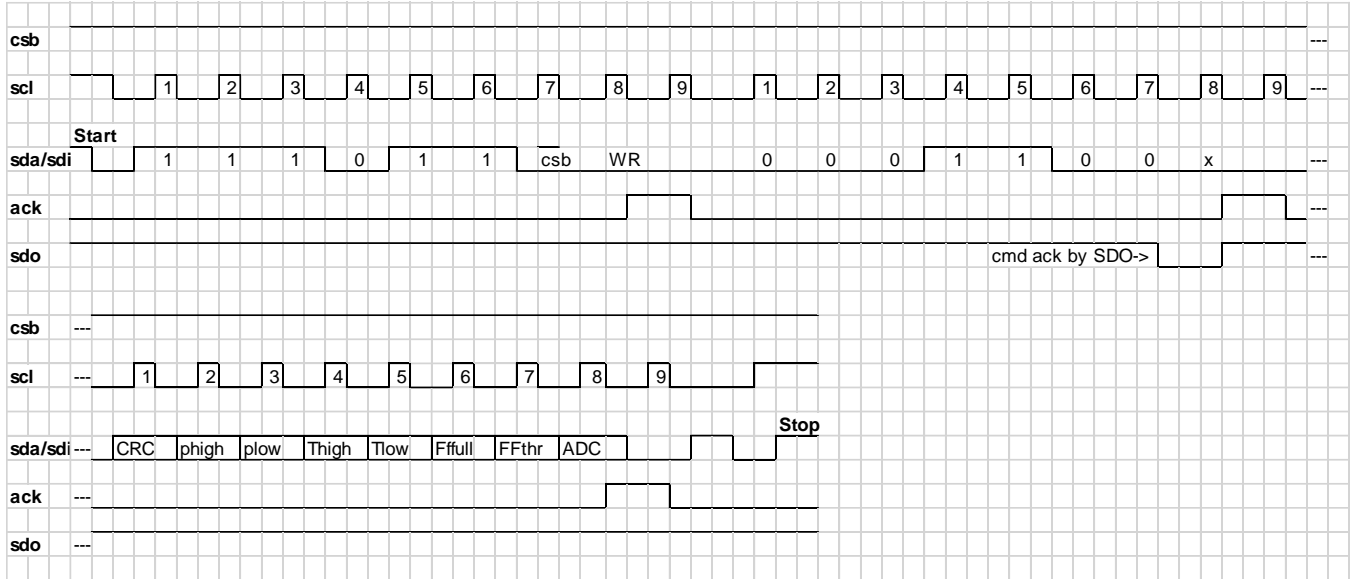 csb ---
scl 1 2 3 4 5 6 7 8 9 1 2 3 4 5 6 7 8 9 ---
Start
sda/sdi 1 1 1 0 1 1 csb WR 0 0 0 1 1 0 0 x ---
ack ---
sdo cmd ack by SDO-> ---
csb ---
scl --- 1 2 3 4 5 6 7 8 9
Stop
sda/sdi --- CRC phigh plow Thigh Tlow Fffull FFthr ADC
ack ---
sdo ---